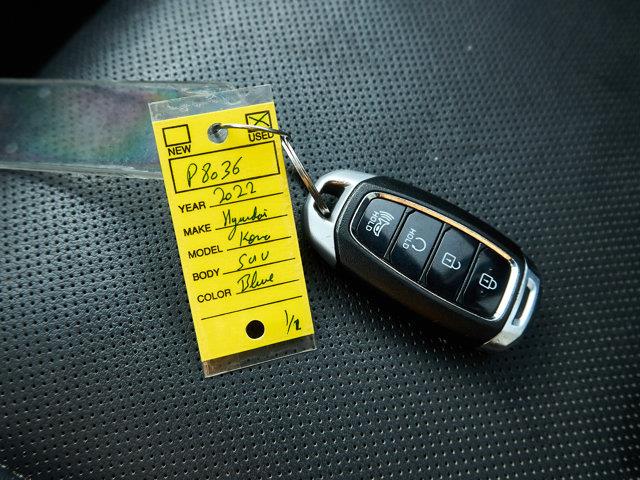 NEW
USED
P8036
YEAR 2022
MAKE Hyundai
MODEL Kona
BODY SUV
COLOR Blue
1/2
HOLD
HOLD